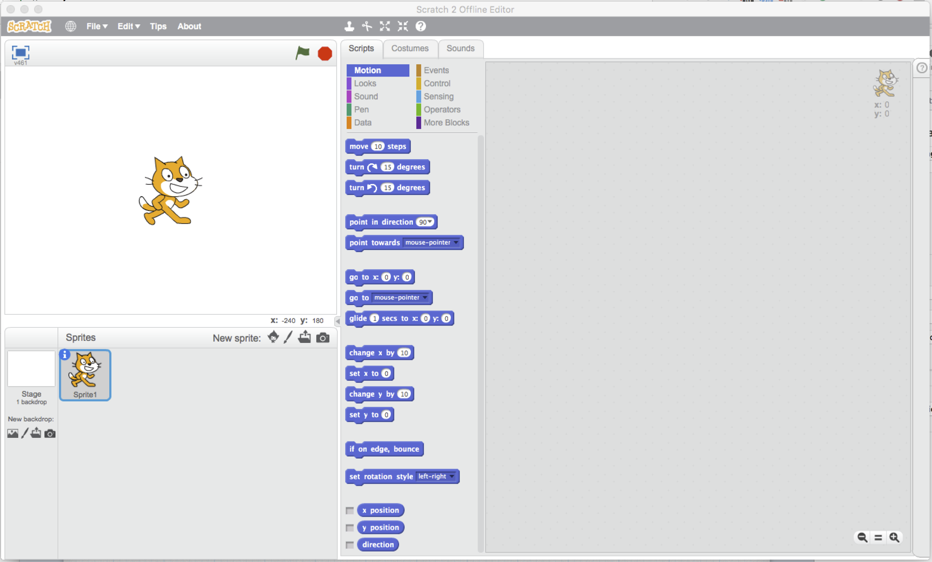 Scratch 2 Offline Editor
SCRATCH File Edit Tips About
v461
Scripts Costumes Sounds
Motion Events
Looks Control
Sound Sensing
Pen Operators
Data More Blocks
x: 0
y: 0
move 10 steps
turn 15 degrees
turn 15 degrees
point in direction 90
point towards mouse-pointer
go to x: 0 y: 0
go to mouse-pointer
glide 1 secs to x: 0 y: 0
change x by 10
set x to 0
change y by 10
set y to 0
if on edge, bounce
set rotation style left-right
x position
y position
direction
X: -240 y: 180
Sprites New sprite:
Stage
1 backdrop
Sprite1
New backdrop: